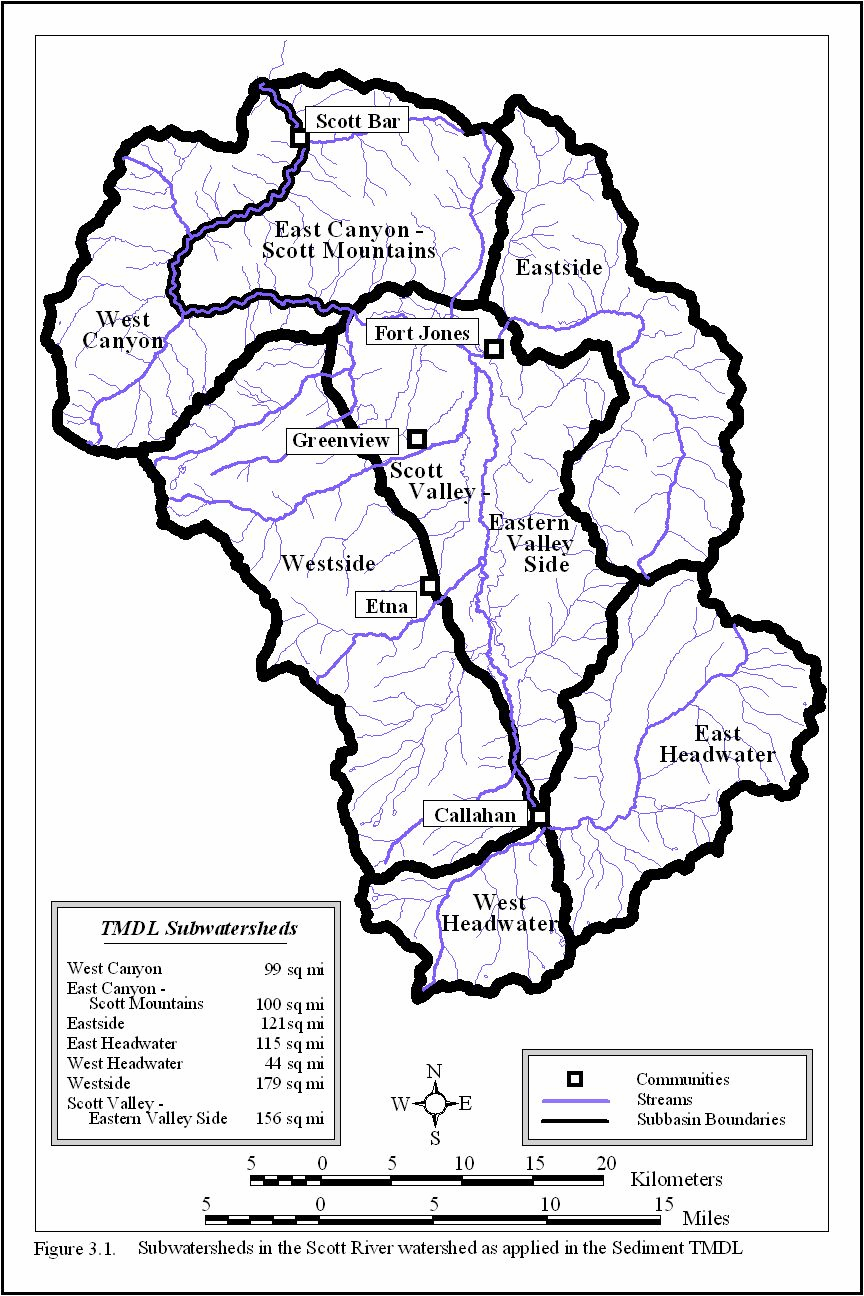 Scott Bar
East Canyon -
Scott Mountains
Eastside
West
Canyon
Fort Jones
Greenview
Scott
Valley -
Eastern
Valley
Side
Westside
Etna
East
Headwater
Callahan
West
Headwater
TMDL Subwatersheds
West Canyon 99 sq mi
East Canyon -
Scott Mountains 100 sq mi
Eastside 121sq mi
East Headwater 115 sq mi
West Headwater 44 sq mi
Westside 179 sq mi
Scott Valley -
Eastern Valley Side 156 sq mi
N
W E
S
Communities
Streams
Subbasin Boundaries
5 0 5 10 15 20
Kilometers
5 0 5 10 15
Miles
Figure 3.1. Subwatersheds in the Scott River watershed as applied in the Sediment TMDL